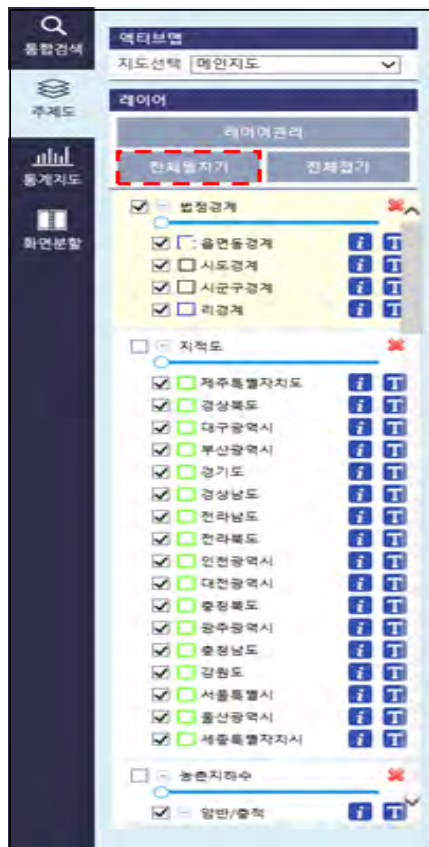 통합검색
주제도
통계지도
화면분할
액티브맵
지도선택 메인지도
레이어
레이어관리
전체펼치기 전체접기
법정경계
읍면동경계
시도경계
시군구경계
리경계
지적도
제주특별자치도
경상북도
대구광역시
부산광역시
경기도
경상남도
전라남도
전라북도
인천광역시
대전광역시
충청북도
광주광역시
충청남도
강원도
서울특별시
울산광역시
세종특별자치시
농촌지하수
암반/충적